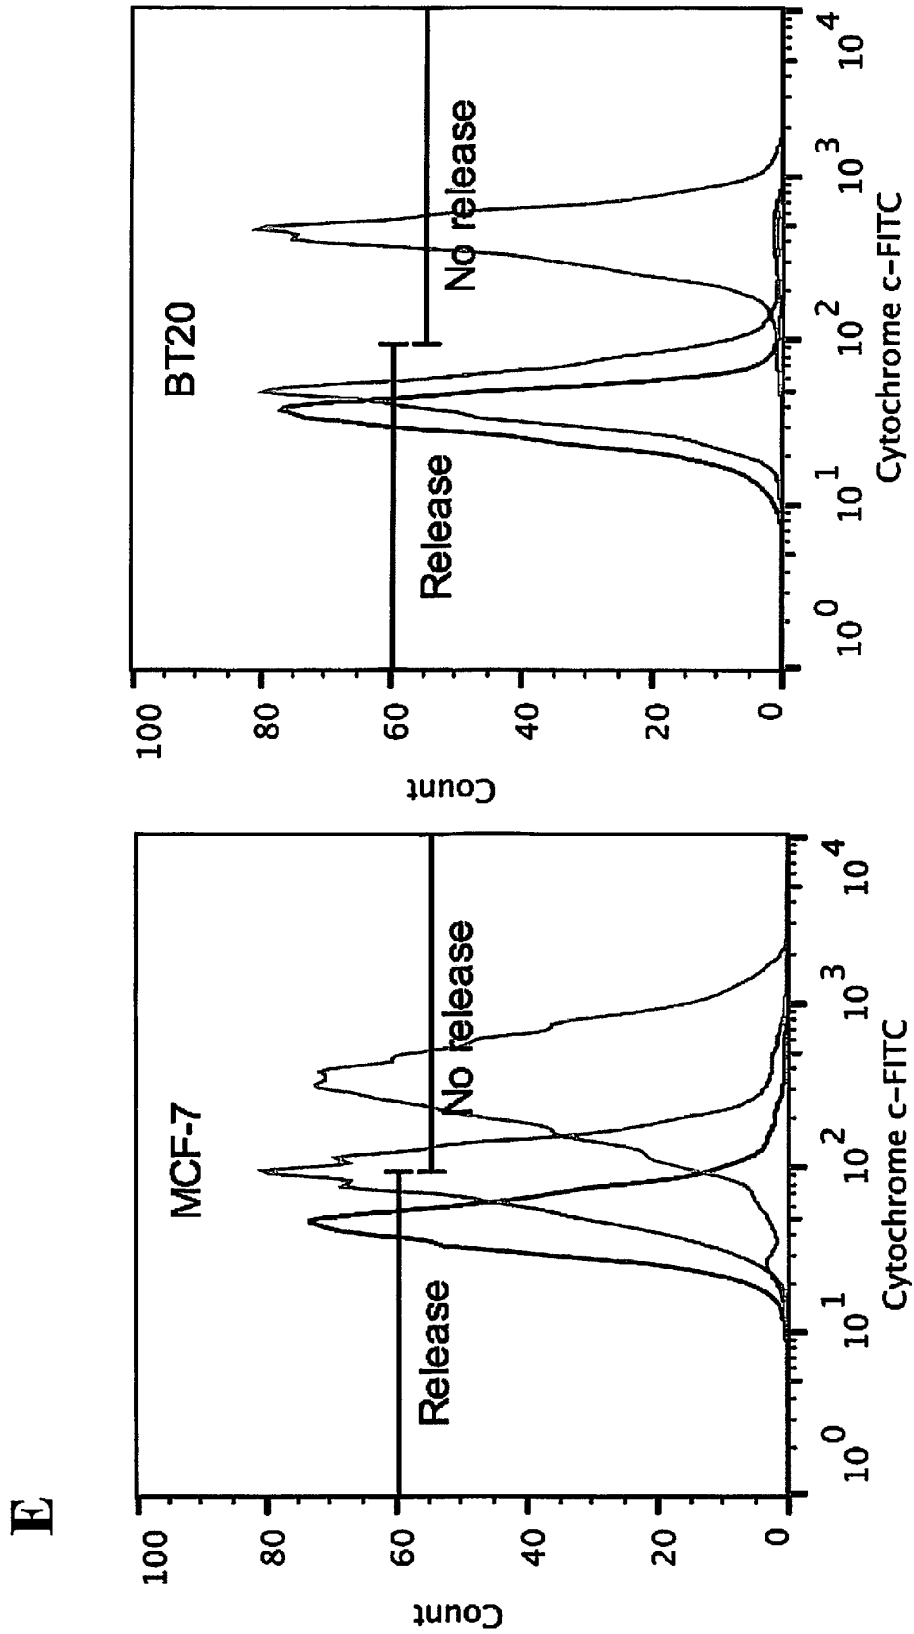 E
MCF-7
100
80
60
40
20
0
Count
Release
No release
10^0 10^1 10^2 10^3 10^4
Cytochrome c-FITC
BT20
100
80
60
40
20
0
Count
Release
No release
10^0 10^1 10^2 10^3 10^4
Cytochrome c-FITC